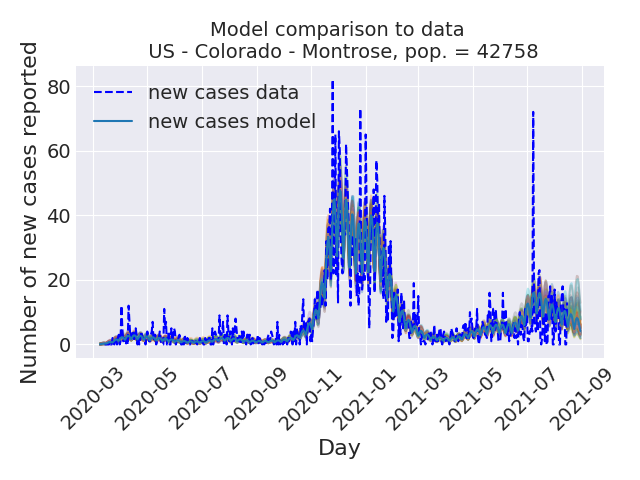 Model comparison to data
US - Colorado - Montrose, pop. = 42758
Number of new cases reported
80
60
40
20
0
new cases data
new cases model
2020-03
2020-05
2020-07
2020-09
2020-11
2021-01
2021-03
2021-05
2021-07
2021-09
Day